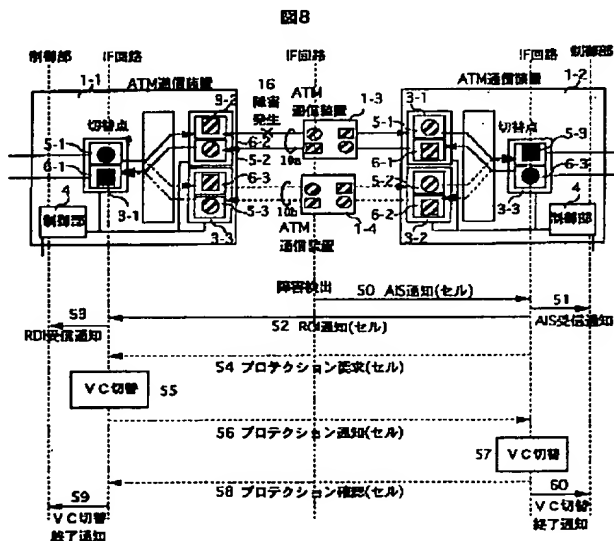 図8
制御部
IF回路
IF回路
IF回路
制御部
1-1
ATM通信装置
16
障害
発生
ATM
通信装置
1-3
ATM通信装置
1-2
切替点
5-1
6-1
3-1
4
制御部
3-2
6-2
5-2
6-3
5-3
3-3
10a
10b
ATM
通信装置
1-4
3-1
5-1
6-1
5-2
6-2
3-2
切替点
5-3
6-3
3-3
4
制御部
障害検出
50 AIS通知(セル)
51
AIS受信通知
53
RDI受信通知
52 RDI通知(セル)
54 プロテクション要求(セル)
VC切替
55
56 プロテクション通知(セル)
57
VC切替
58 プロテクション確認(セル)
59
VC切替
終了通知
60
VC切替
終了通知